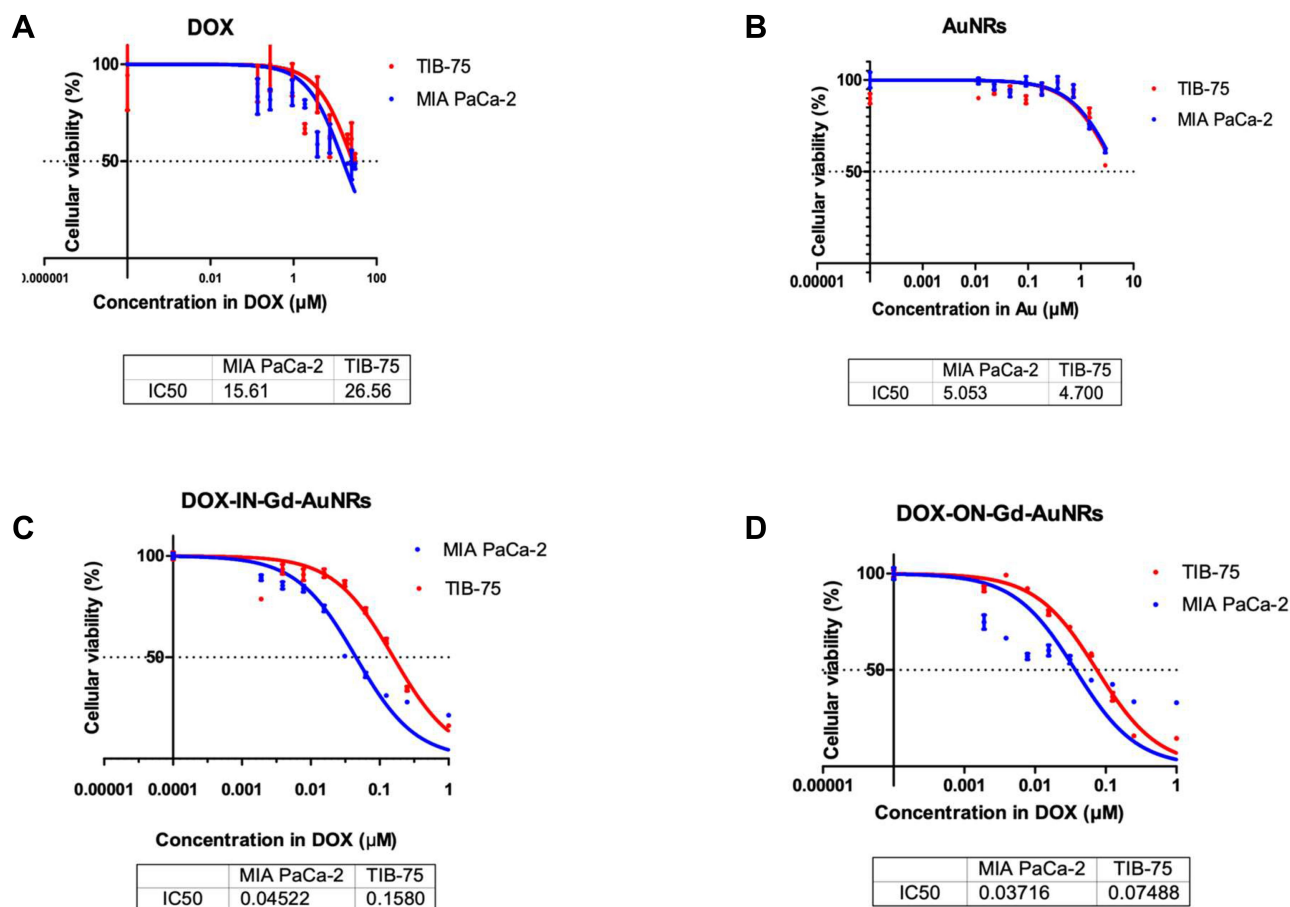 A
DOX
100
50
Cellular viability (%)
TIB-75
MIA PaCa-2
0.000001 0.01 1 100
Concentration in DOX (µM)
MIA PaCa-2 TIB-75
IC50 15.61 26.56
B
AuNRs
100
50
Cellular viability (%)
TIB-75
MIA PaCa-2
0.00001 0.001 0.01 0.1 1 10
Concentration in Au (µM)
MIA PaCa-2 TIB-75
IC50 5.053 4.700
C
DOX-IN-Gd-AuNRs
100
50
Cellular viability (%)
MIA PaCa-2
TIB-75
0.00001 0.0001 0.001 0.01 0.1 1
Concentration in DOX (µM)
MIA PaCa-2 TIB-75
IC50 0.04522 0.1580
D
DOX-ON-Gd-AuNRs
100
50
Cellular viability (%)
TIB-75
MIA PaCa-2
0.00001 0.001 0.01 0.1 1
Concentration in DOX (µM)
MIA PaCa-2 TIB-75
IC50 0.03716 0.07488